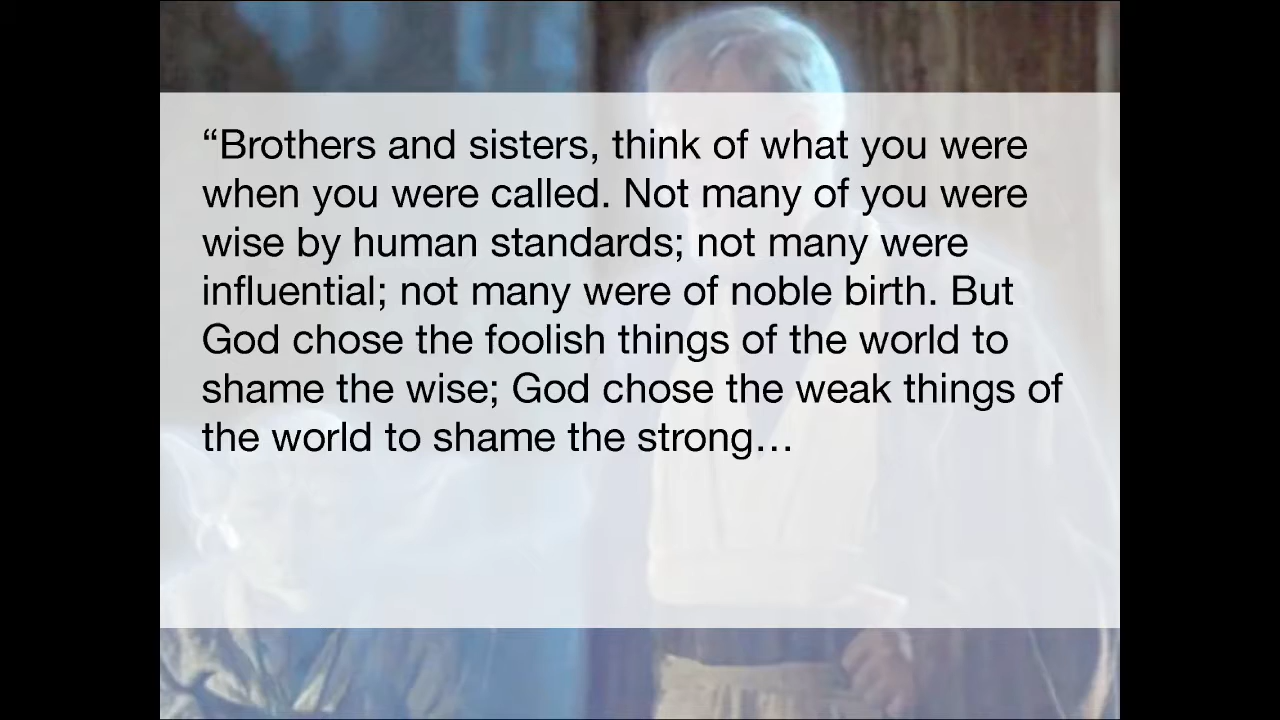 “Brothers and sisters, think of what you were
when you were called. Not many of you were
wise by human standards; not many were
influential; not many were of noble birth. But
God chose the foolish things of the world to
shame the wise; God chose the weak things of
the world to shame the strong…